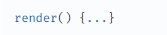 render() {...}